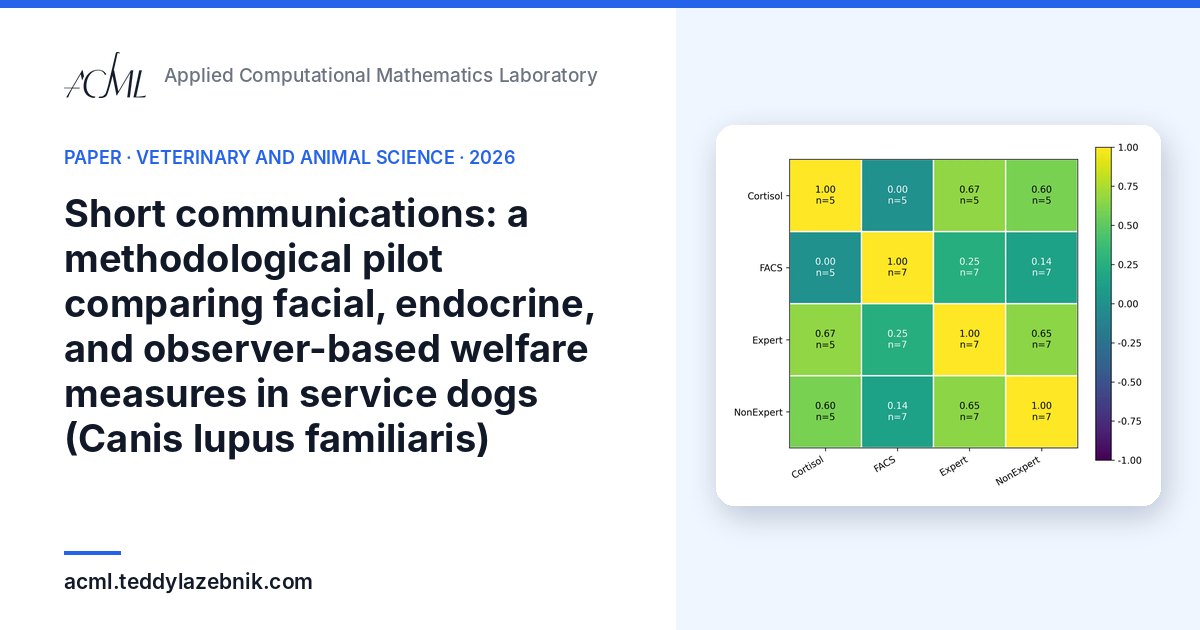 ACML Applied Computational Mathematics Laboratory
PAPER · VETERINARY AND ANIMAL SCIENCE · 2026
Short communications: a
methodological pilot
comparing facial, endocrine,
and observer-based welfare
measures in service dogs
(Canis lupus familiaris)
acml.teddylazebnik.com
Cortisol
1.00
n=5
0.00
n=5
0.67
n=5
0.60
n=5
FACS
0.00
n=5
1.00
n=7
0.25
n=7
0.14
n=7
Expert
0.67
n=5
0.25
n=7
1.00
n=7
0.65
n=7
NonExpert
0.60
n=5
0.14
n=7
0.65
n=7
1.00
n=7
Cortisol
FACS
Expert
NonExpert
1.00
0.75
0.50
0.25
0.00
-0.25
-0.50
-0.75
-1.00